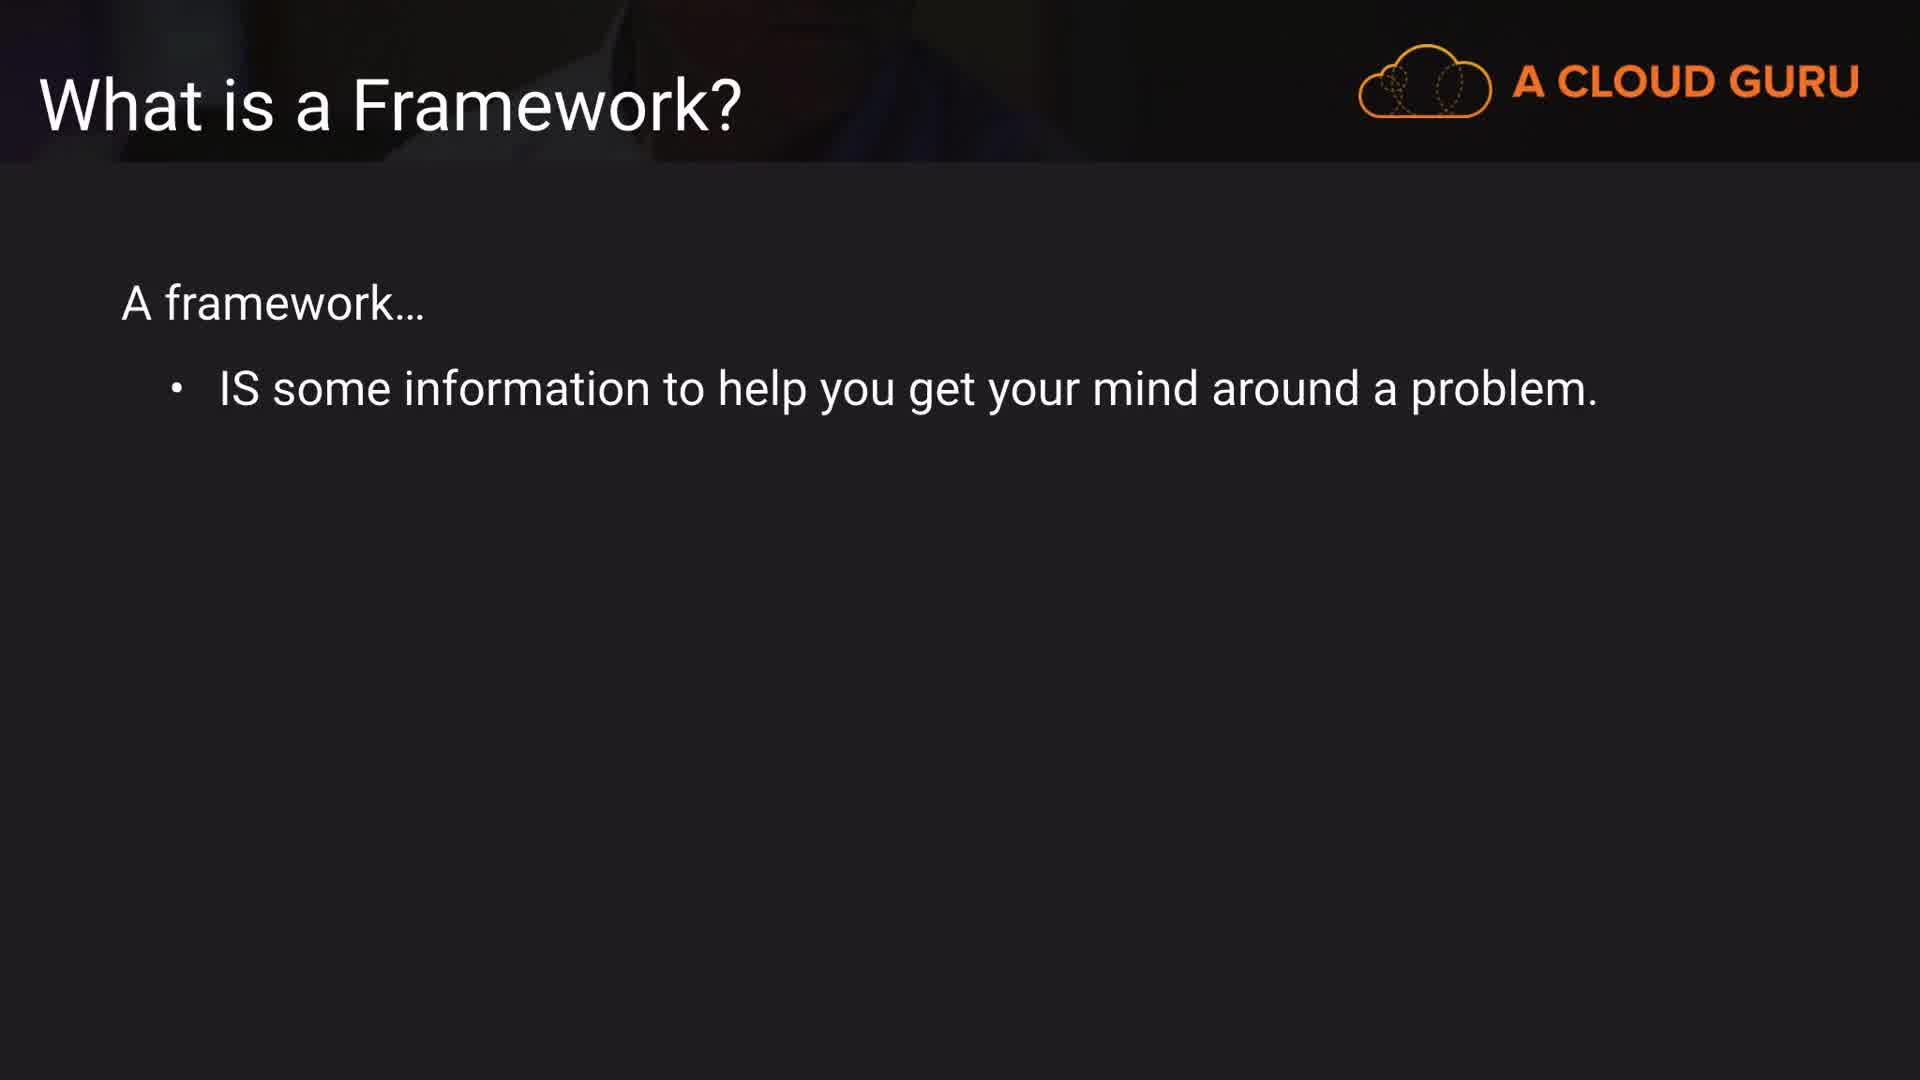 What is a Framework?
A CLOUD GURU
A framework...
• IS some information to help you get your mind around a problem.